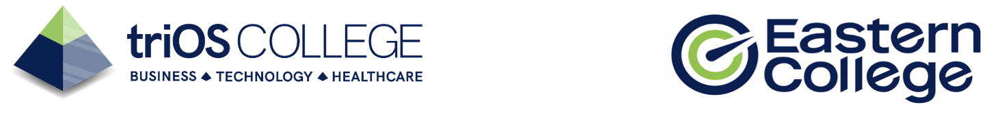 triOS COLLEGE
BUSINESS ▲ TECHNOLOGY ▲ HEALTHCARE
Eastern
College